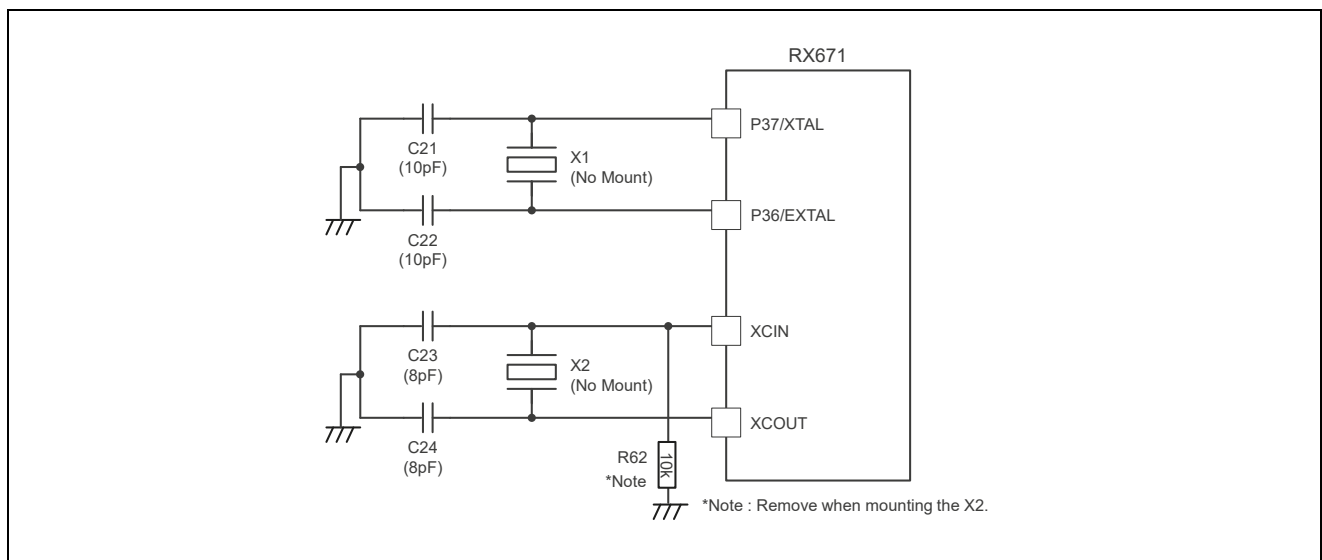 RX671
P37/XTAL
C21
(10pF)
X1
(No Mount)
P36/EXTAL
C22
(10pF)
XCIN
C23
(8pF)
X2
(No Mount)
XCOUT
C24
(8pF)
R62
*Note
10k
*Note : Remove when mounting the X2.